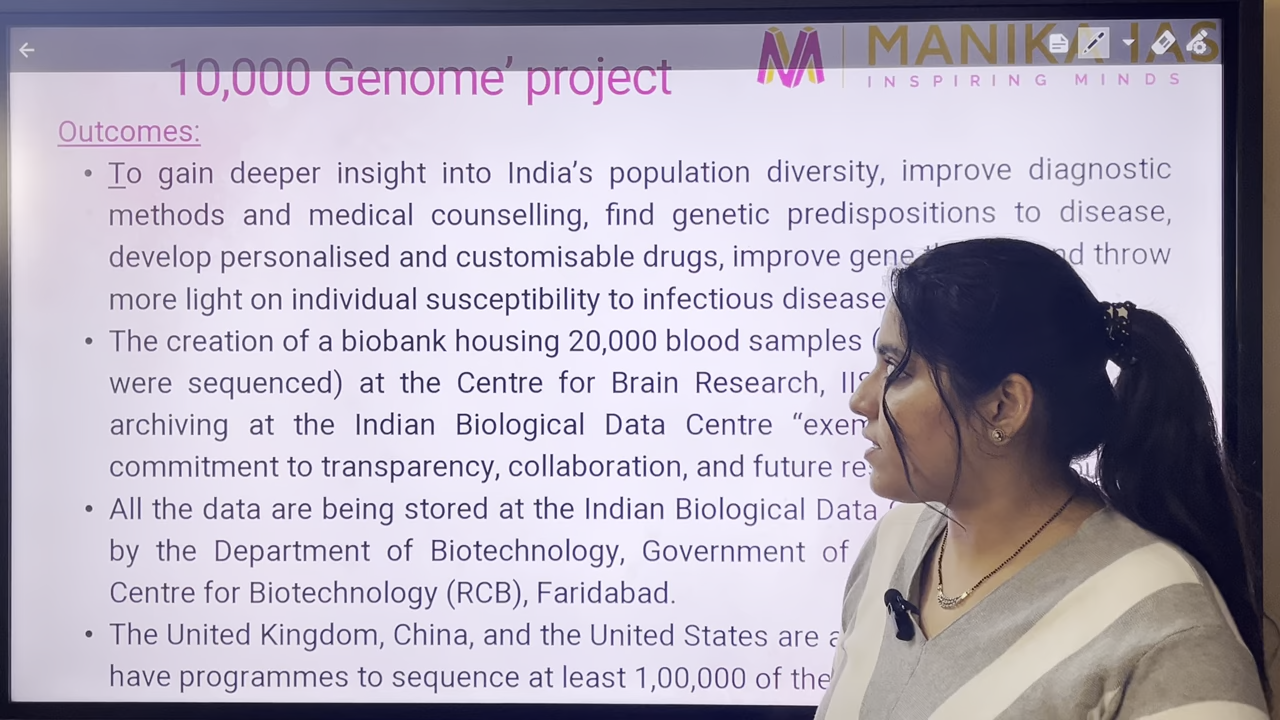 MANIKA IAS
INSPIRING MINDS
10,000 Genome’ project
Outcomes:
• To gain deeper insight into India’s population diversity, improve diagnostic
methods and medical counselling, find genetic predispositions to disease,
develop personalised and customisable drugs, improve gene and throw
more light on individual susceptibility to infectious disease
• The creation of a biobank housing 20,000 blood samples (
were sequenced) at the Centre for Brain Research,
archiving at the Indian Biological Data Centre “
commitment to transparency, collaboration, and future
• All the data are being stored at the Indian Biological Data
by the Department of Biotechnology, Government of
Centre for Biotechnology (RCB), Faridabad.
• The United Kingdom, China, and the United States are
have programmes to sequence at least 1,00,000 of the